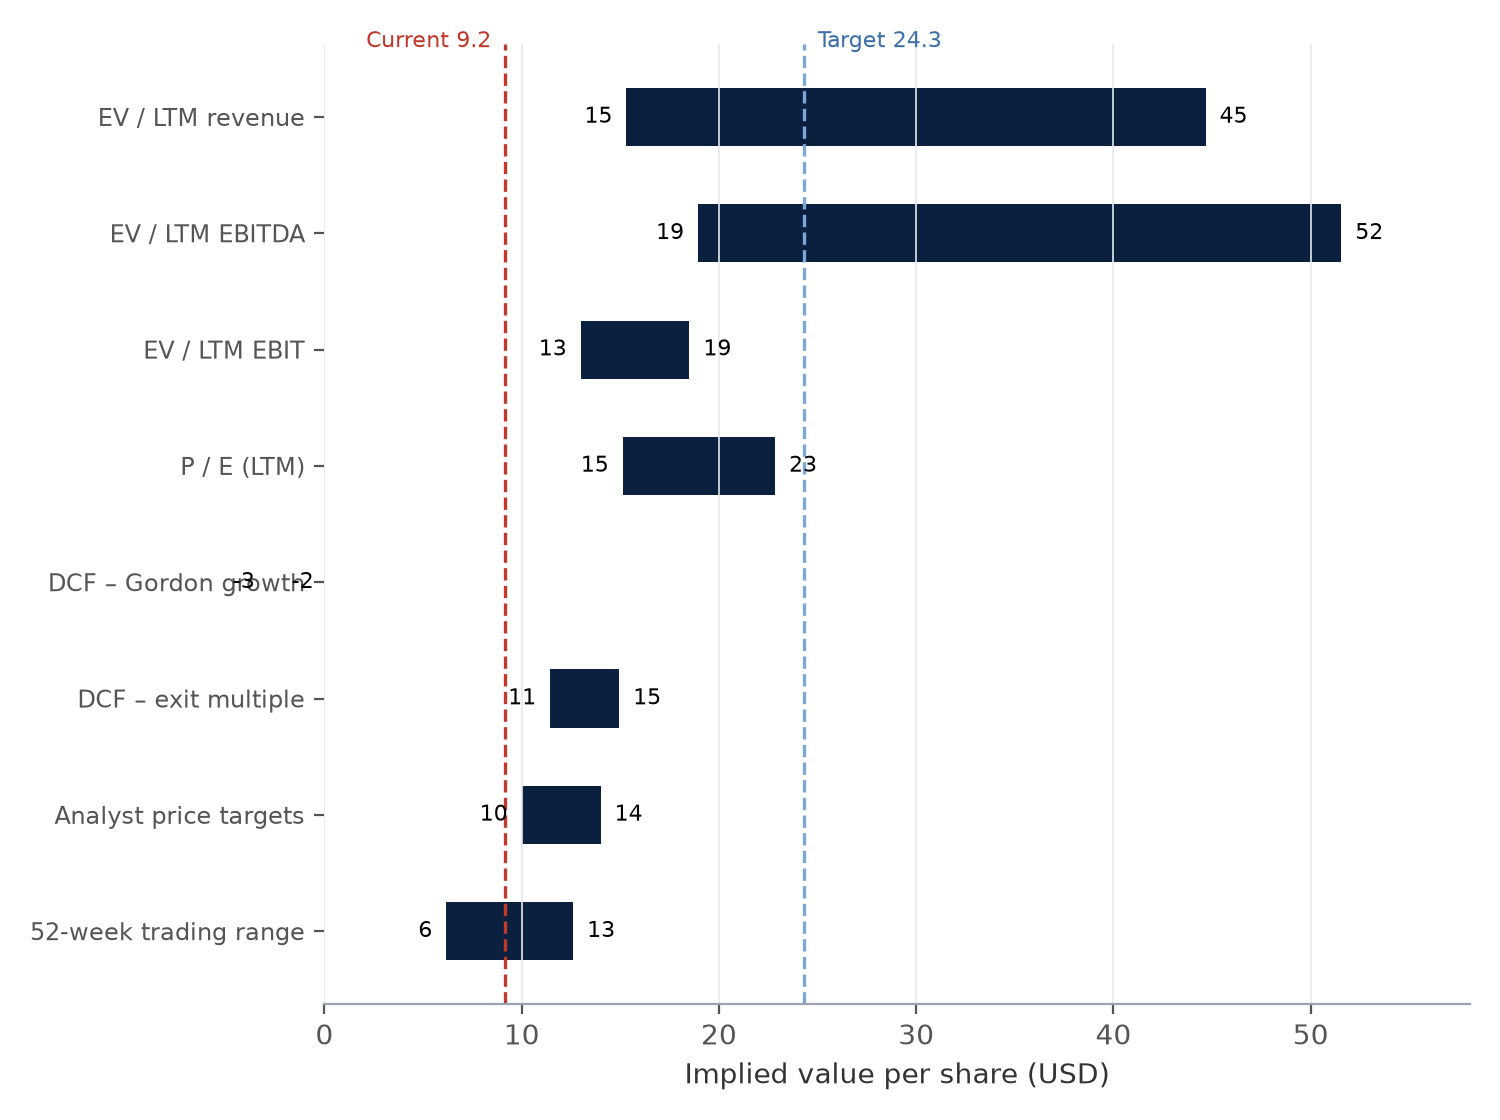 Current 9.2
Target 24.3
EV / LTM revenue
15
45
EV / LTM EBITDA
19
52
EV / LTM EBIT
13
19
P / E (LTM)
15
23
DCF – Gordon growth
-3
-2
DCF – exit multiple
11
15
Analyst price targets
10
14
52-week trading range
6
13
0
10
20
30
40
50
Implied value per share (USD)